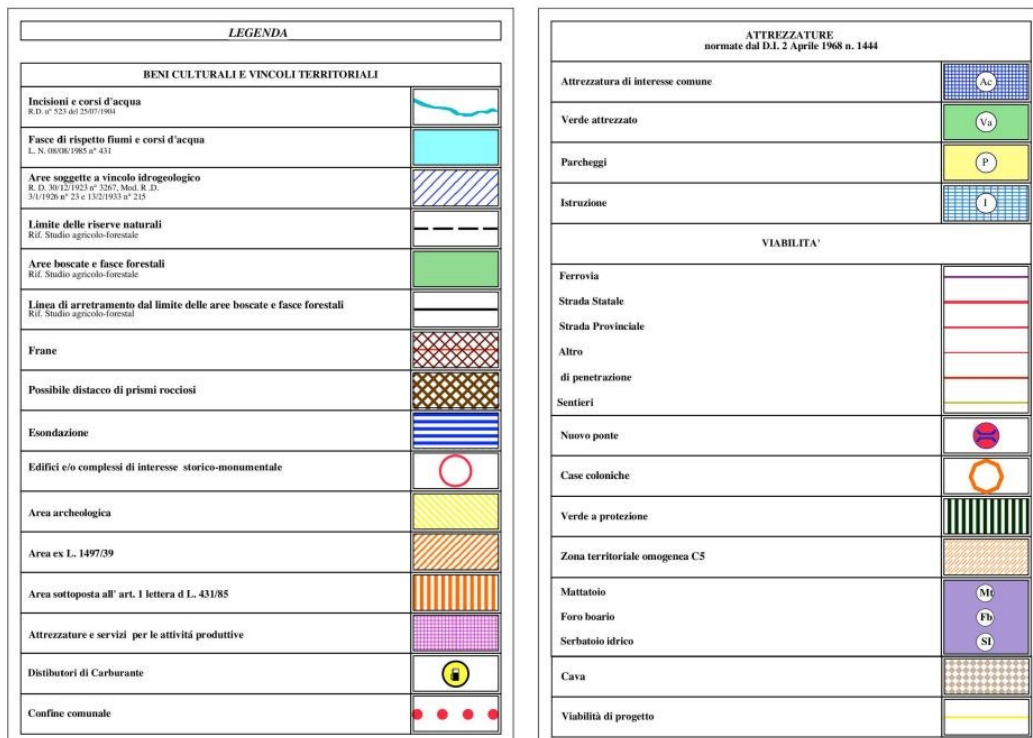 LEGENDA
BENI CULTURALI E VINCOLI TERRITORIALI
Incisioni e corsi d'acqua
R.D. n° 523 del 25/07/1904
Fasce di rispetto fiumi e corsi d'acqua
L. N. 08/08/1985 n° 431
Aree soggette a vincolo idrogeologico
R. D. 30/12/1923 n° 3267, Mod. R .D.
3/1/1926 n° 23 e 13/2/1933 n° 215
Limite delle riserve naturali
Rif. Studio agricolo-forestale
Aree boscate e fasce forestali
Rif. Studio agricolo-forestale
Linea di arretramento dal limite delle aree boscate e fasce forestali
Rif. Studio agricolo-forestal
Frane
Possibile distacco di prismi rocciosi
Esondazione
Edifici e/o complessi di interesse storico-monumentale
Area archeologica
Area ex L. 1497/39
Area sottoposta all' art. 1 lettera d L. 431/85
Attrezzature e servizi per le attivitá produttive
Distibutori di Carburante
Confine comunale
ATTREZZATURE
normate dal D.I. 2 Aprile 1968 n. 1444
Attrezzatura di interesse comune
Ac
Verde attrezzato
Va
Parcheggi
P
Istruzione
I
VIABILITA'
Ferrovia
Strada Statale
Strada Provinciale
Altro
di penetrazione
Sentieri
Nuovo ponte
Case coloniche
Verde a protezione
Zona territoriale omogenea C5
Mattatoio
Mt
Foro boario
Fb
Serbatoio idrico
SI
Cava
Viabilità di progetto